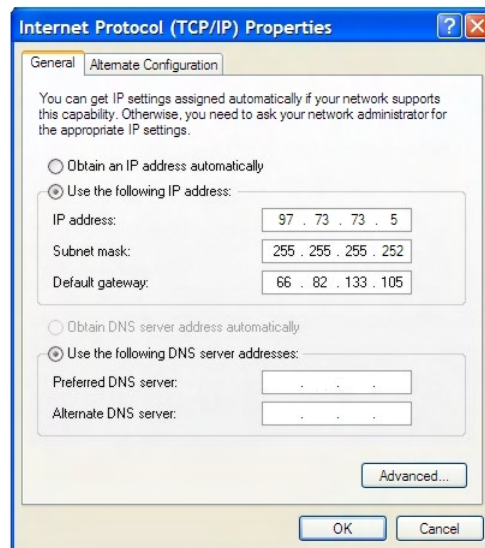 Internet Protocol (TCP/IP) Properties
General
Alternate Configuration
You can get IP settings assigned automatically if your network supports
this capability. Otherwise, you need to ask your network administrator for
the appropriate IP settings.
Obtain an IP address automatically
Use the following IP address:
IP address: 97 . 73 . 73 . 5
Subnet mask: 255 . 255 . 255 . 252
Default gateway: 66 . 82 . 133 . 105
Obtain DNS server address automatically
Use the following DNS server addresses:
Preferred DNS server: . . .
Alternate DNS server: . . .
Advanced...
OK Cancel